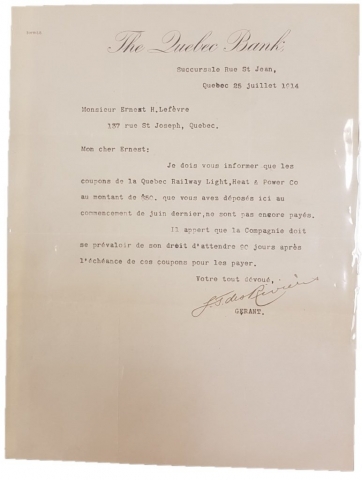 The Quebec Bank.
Succursale Rue St Jean,
Quebec 25 juillet 1914
Monsieur Ernest R.Lefèvre
137 rue St Joseph, Quebec.
Mon cher Ernest:
Je dois vous informer que les
coupons de la Quebec Railway Light,Heat & Power Co
au montant de $50. que vous avez déposés ici au
commencement de juin dernier,ne sont pas encore payés.
Il appert que la Compagnie doit
se prévaloir de son droit d'attendre 90 jours après
l'échéance de ces coupons pour les payer.
Votre tout dévoué,
GERANT.